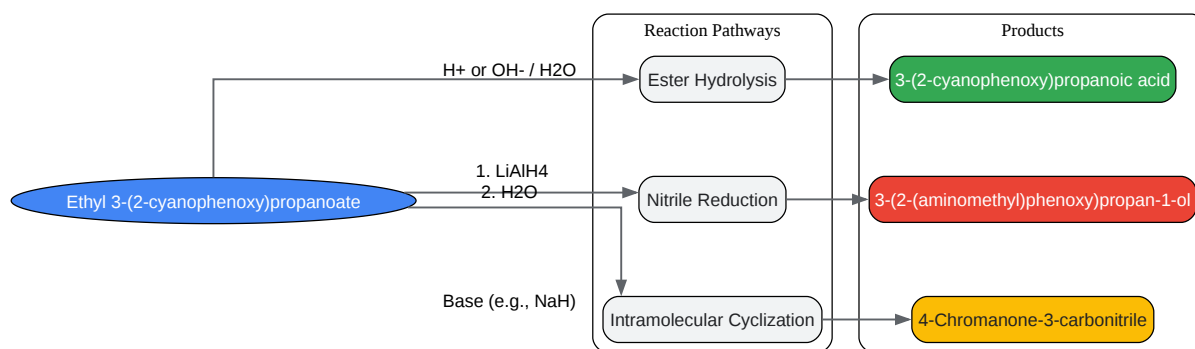 Reaction Pathways
Products
H+ or OH- / H2O
Ester Hydrolysis
3-(2-cyanophenoxy)propanoic acid
Ethyl 3-(2-cyanophenoxy)propanoate
1. LiAlH4
2. H2O
Nitrile Reduction
3-(2-(aminomethyl)phenoxy)propan-1-ol
Base (e.g., NaH)
Intramolecular Cyclization
4-Chromanone-3-carbonitrile